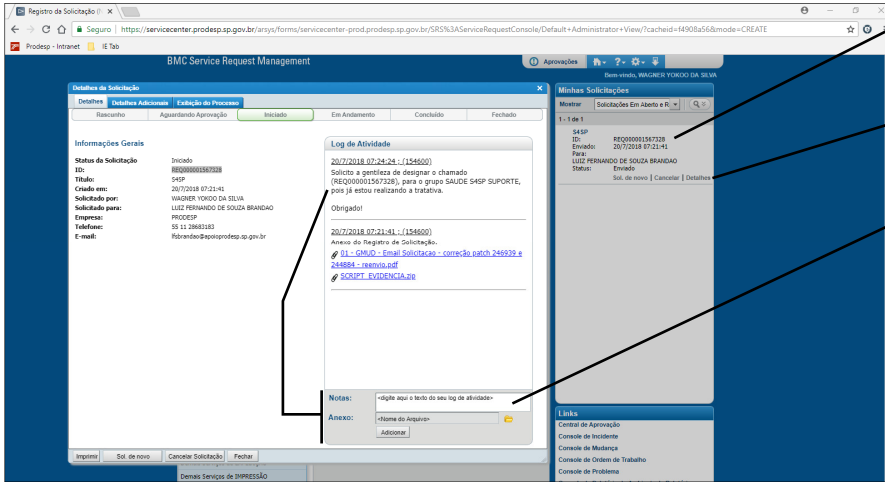 Registro da Solicitação (N
Seguro | https://servicecenter.prodesp.sp.gov.br/arsys/forms/servicecenter-prod.prodesp.sp.gov.br/SRS%3AServiceRequestConsole/Default+Administrator+View/?cacheid=f4908a56&mode=CREATE
Prodesp - Intranet IE Tab
BMC Service Request Management
Aprovações
Bem-vindo, WAGNER YOKOO DA SILVA
Detalhes da Solicitação
Detalhes Detalhes Adicionais Exibição do Processo
Rascunho Aguardando Aprovação Iniciado Em Andamento Concluído Fechado
Informações Gerais
Status da Solicitação Iniciado
ID: REQ000001567328
Título: S4SP
Criado em: 20/7/2018 07:21:41
Solicitado por: WAGNER YOKOO DA SILVA
Solicitado para: LUIZ FERNANDO DE SOUZA BRANDAO
Empresa: PRODESP
Telefone: 55 11 28683183
E-mail: lfsbrandao@apoioprodesp.sp.gov.br
Log de Atividade
20/7/2018 07:24:24 ; (154600)
Solicito a gentileza de designar o chamado
(REQ000001567328), para o grupo SAUDE S4SP SUPORTE,
pois já estou realizando a tratativa.
Obrigado!
20/7/2018 07:21:41 ; (154600)
Anexo do Registro de Solicitação.
01 - GMUD - Email Solicitacao - correção patch 246939 e
244884 - reenvio.pdf
SCRIPT EVIDENCIA.zip
Notas: <digite aqui o texto do seu log de atividade>
Anexo: <Nome do Arquivo>
Adicionar
Imprimir Sol. de novo Cancelar Solicitação Fechar
Demais Serviços de IMPRESSÃO
Minhas Solicitações
Mostrar Solicitações Em Aberto e R
1 - 1 de 1
S4SP
ID: REQ000001567328
Enviado: 20/7/2018 07:21:41
Para:
LUIZ FERNANDO DE SOUZA BRANDAO
Status: Enviado
Sol. de novo | Cancelar | Detalhes
Links
Central de Aprovação
Console de Incidente
Console de Mudança
Console de Ordem de Trabalho
Console de Problema